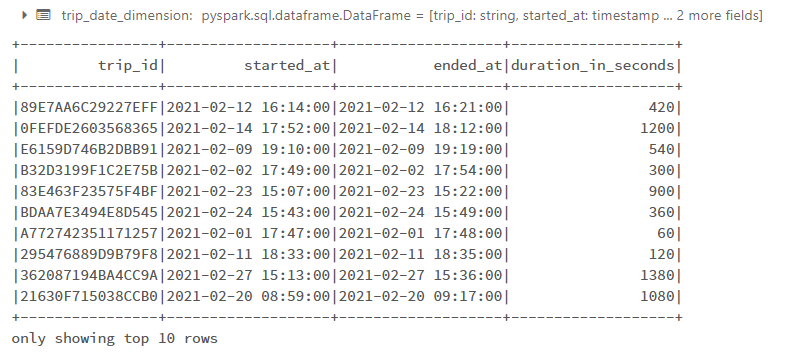 trip_date_dimension: pyspark.sql.dataframe.DataFrame = [trip_id: string, started_at: timestamp ... 2 more fields]
+----------------+-------------------+-------------------+-------------------+
|         trip_id|         started_at|           ended_at|duration_in_seconds|
+----------------+-------------------+-------------------+-------------------+
|89E7AA6C29227EFF|2021-02-12 16:14:00|2021-02-12 16:21:00|                420|
|0FEFDE2603568365|2021-02-14 17:52:00|2021-02-14 18:12:00|               1200|
|E6159D746B2DBB91|2021-02-09 19:10:00|2021-02-09 19:19:00|                540|
|B32D3199F1C2E75B|2021-02-02 17:49:00|2021-02-02 17:54:00|                300|
|83E463F23575F4BF|2021-02-23 15:07:00|2021-02-23 15:22:00|                900|
|BDAA7E3494E8D545|2021-02-24 15:43:00|2021-02-24 15:49:00|                360|
|A772742351171257|2021-02-01 17:47:00|2021-02-01 17:48:00|                 60|
|295476889D9B79F8|2021-02-11 18:33:00|2021-02-11 18:35:00|                120|
|362087194BA4CC9A|2021-02-27 15:13:00|2021-02-27 15:36:00|               1380|
|21630F715038CCB0|2021-02-20 08:59:00|2021-02-20 09:17:00|               1080|
+----------------+-------------------+-------------------+-------------------+
only showing top 10 rows